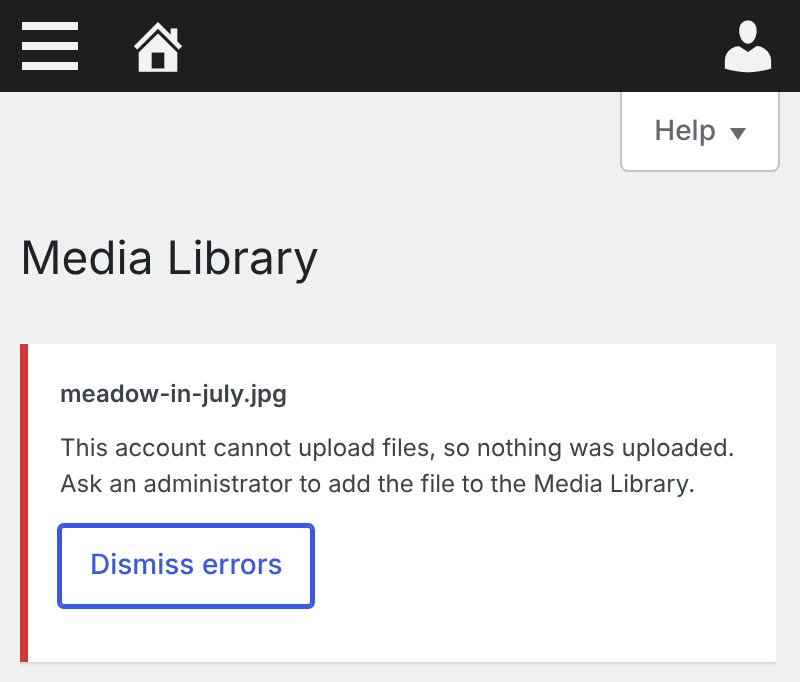 Help
Media Library
meadow-in-july.jpg
This account cannot upload files, so nothing was uploaded.
Ask an administrator to add the file to the Media Library.
Dismiss errors